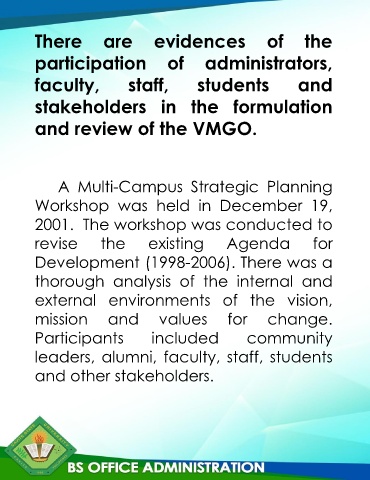 There are evidences of the
participation of administrators,
faculty, staff, students and
stakeholders in the formulation
and review of the VMGO.
A Multi-Campus Strategic Planning
Workshop was held in December 19,
2001. The workshop was conducted to
revise the existing Agenda for
Development (1998-2006). There was a
thorough analysis of the internal and
external environments of the vision,
mission and values for change.
Participants included community
leaders, alumni, faculty, staff, students
and other stakeholders.
BS OFFICE ADMINISTRATION